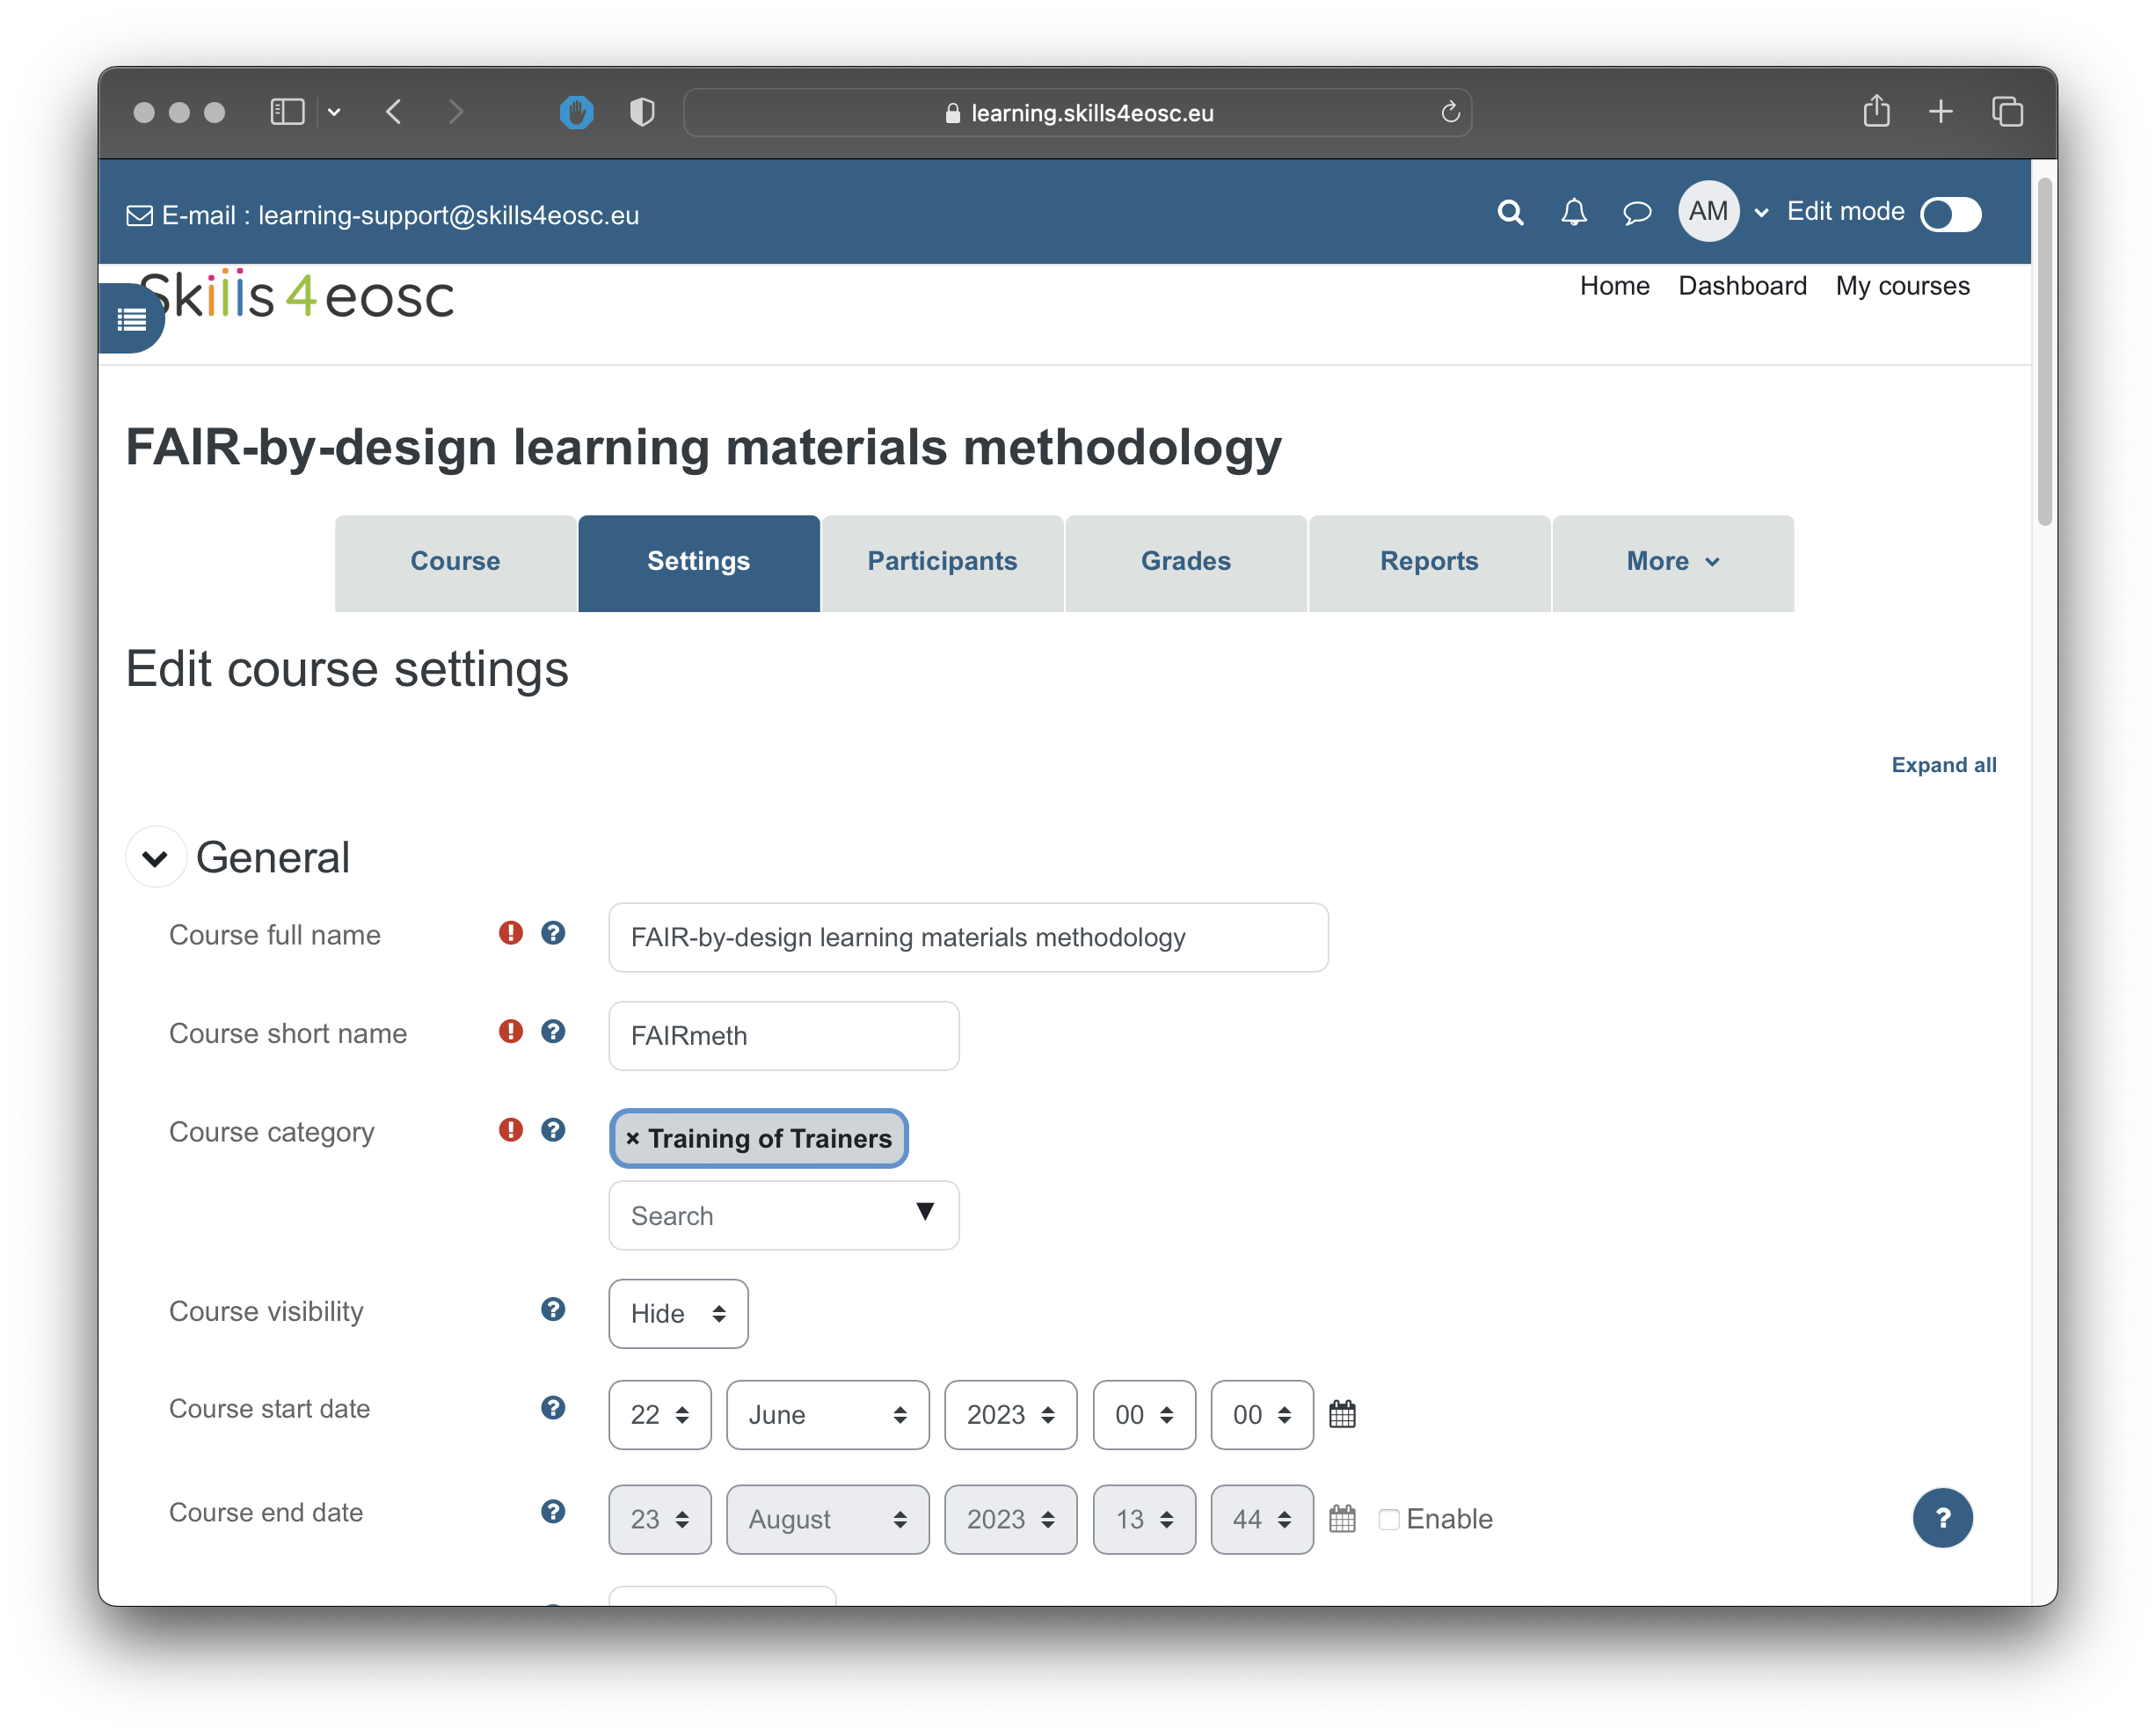 learning.skills4eosc.eu
E-mail : learning-support@skills4eosc.eu
AM
Edit mode
Skills4eosc
Home Dashboard My courses
FAIR-by-design learning materials methodology
Course Settings Participants Grades Reports More
Edit course settings
Expand all
General
Course full name ! ? FAIR-by-design learning materials methodology
Course short name ! ? FAIRmeth
Course category ! ? × Training of Trainers
Search ▼
Course visibility ? Hide
Course start date ? 22 June 2023 00 00
Course end date ? 23 August 2023 13 44 Enable
?